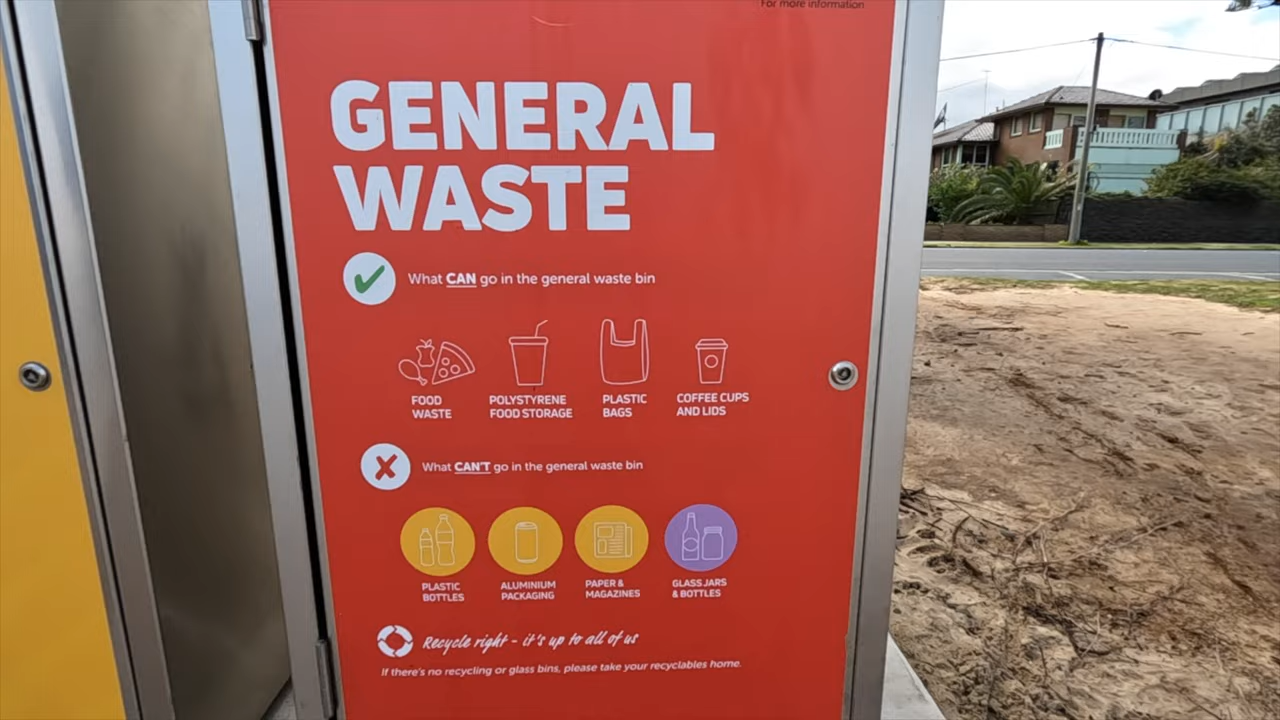 For more information
GENERAL
WASTE
What CAN go in the general waste bin
FOOD
WASTE
POLYSTYRENE
FOOD STORAGE
PLASTIC
BAGS
COFFEE CUPS
AND LIDS
What CAN'T go in the general waste bin
PLASTIC
BOTTLES
ALUMINIUM
PACKAGING
PAPER &
MAGAZINES
GLASS JARS
& BOTTLES
Recycle right - it's up to all of us
If there's no recycling or glass bins, please take your recyclables home.